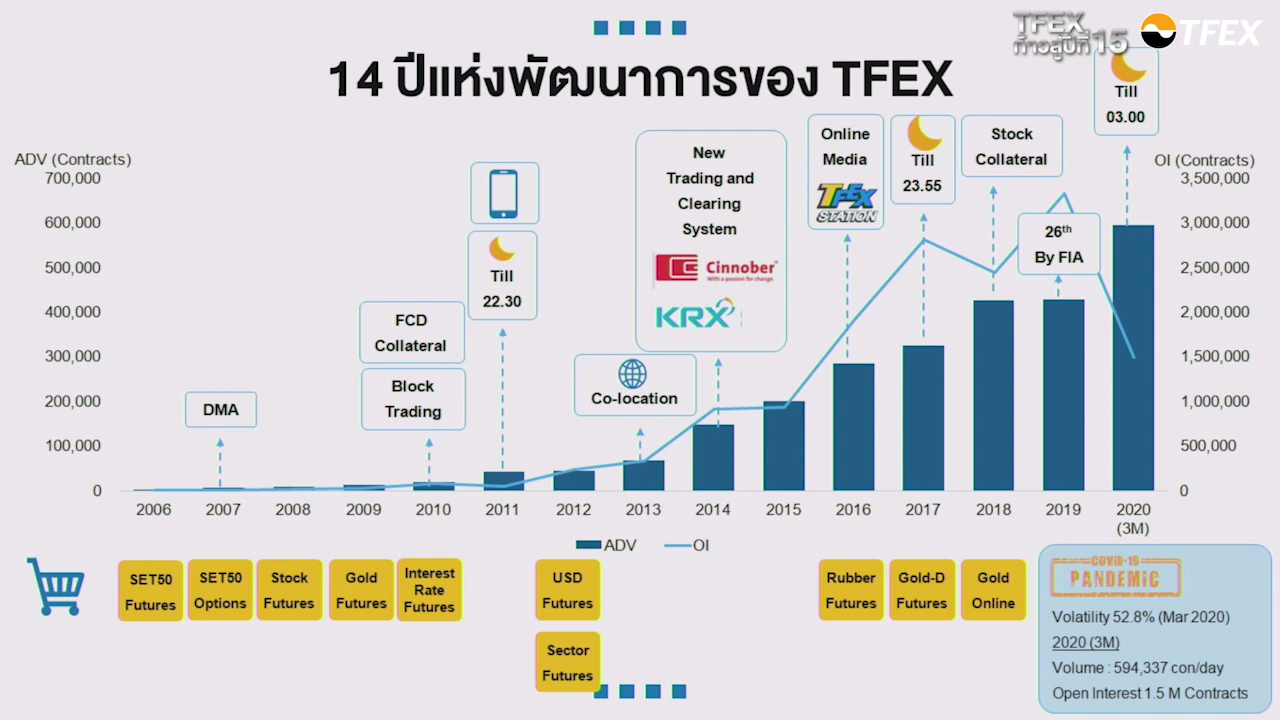 TFEX
ก้าวสู่ปีที่ 15
TFEX
14 ปีแห่งพัฒนาการของ TFEX
ADV (Contracts)
700,000
600,000
500,000
400,000
300,000
200,000
100,000
0
OI (Contracts)
3,500,000
3,000,000
2,500,000
2,000,000
1,500,000
1,000,000
500,000
0
DMA
FCD
Collateral
Block
Trading
Till
22.30
Co-location
New
Trading and
Clearing
System
Cinnober
With a passion for change
KRX
Online
Media
TFEX
STATION
Till
23.55
Stock
Collateral
26th
By FIA
Till
03.00
2006 2007 2008 2009 2010 2011 2012 2013 2014 2015 2016 2017 2018 2019 2020
(3M)
ADV OI
SET50
Futures
SET50
Options
Stock
Futures
Gold
Futures
Interest
Rate
Futures
USD
Futures
Sector
Futures
Rubber
Futures
Gold-D
Futures
Gold
Online
COVID-19
PANDEMIC
Volatility 52.8% (Mar 2020)
2020 (3M)
Volume : 594,337 con/day
Open Interest 1.5 M Contracts